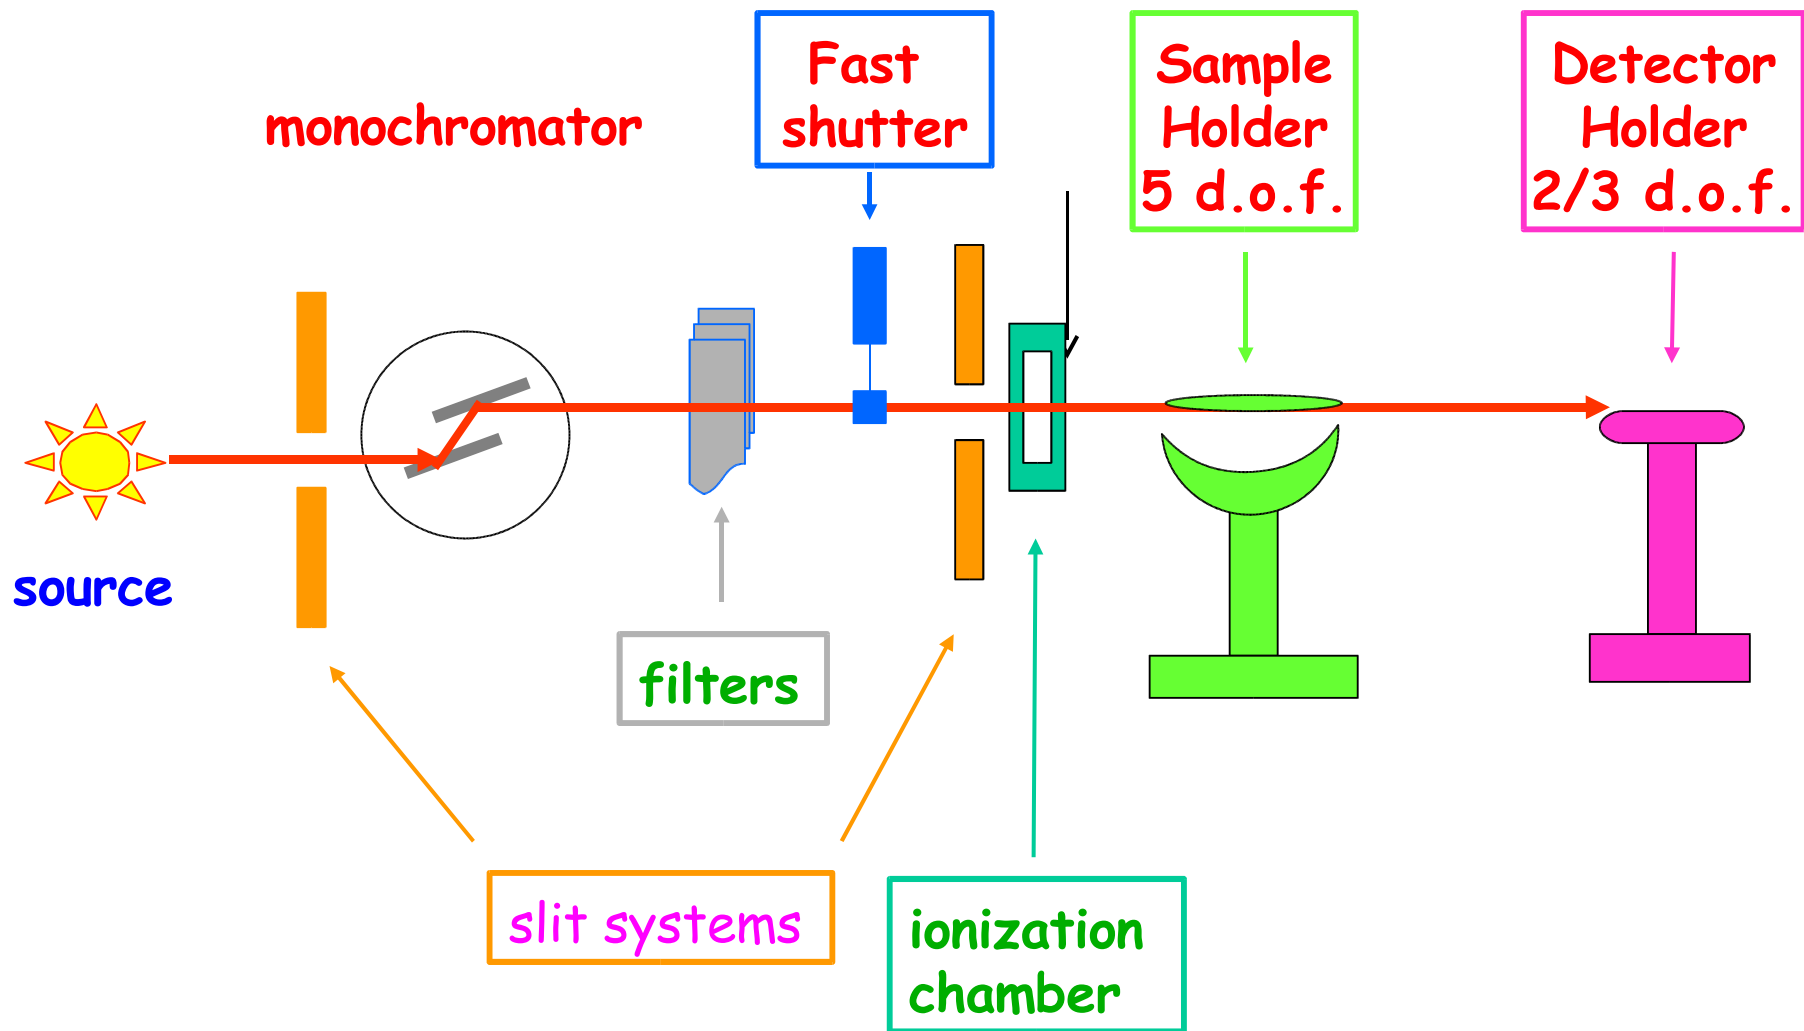 monochromator
Fast
shutter
Sample
Holder
5 d.o.f.
Detector
Holder
2/3 d.o.f.
source
filters
slit systems
ionization
chamber